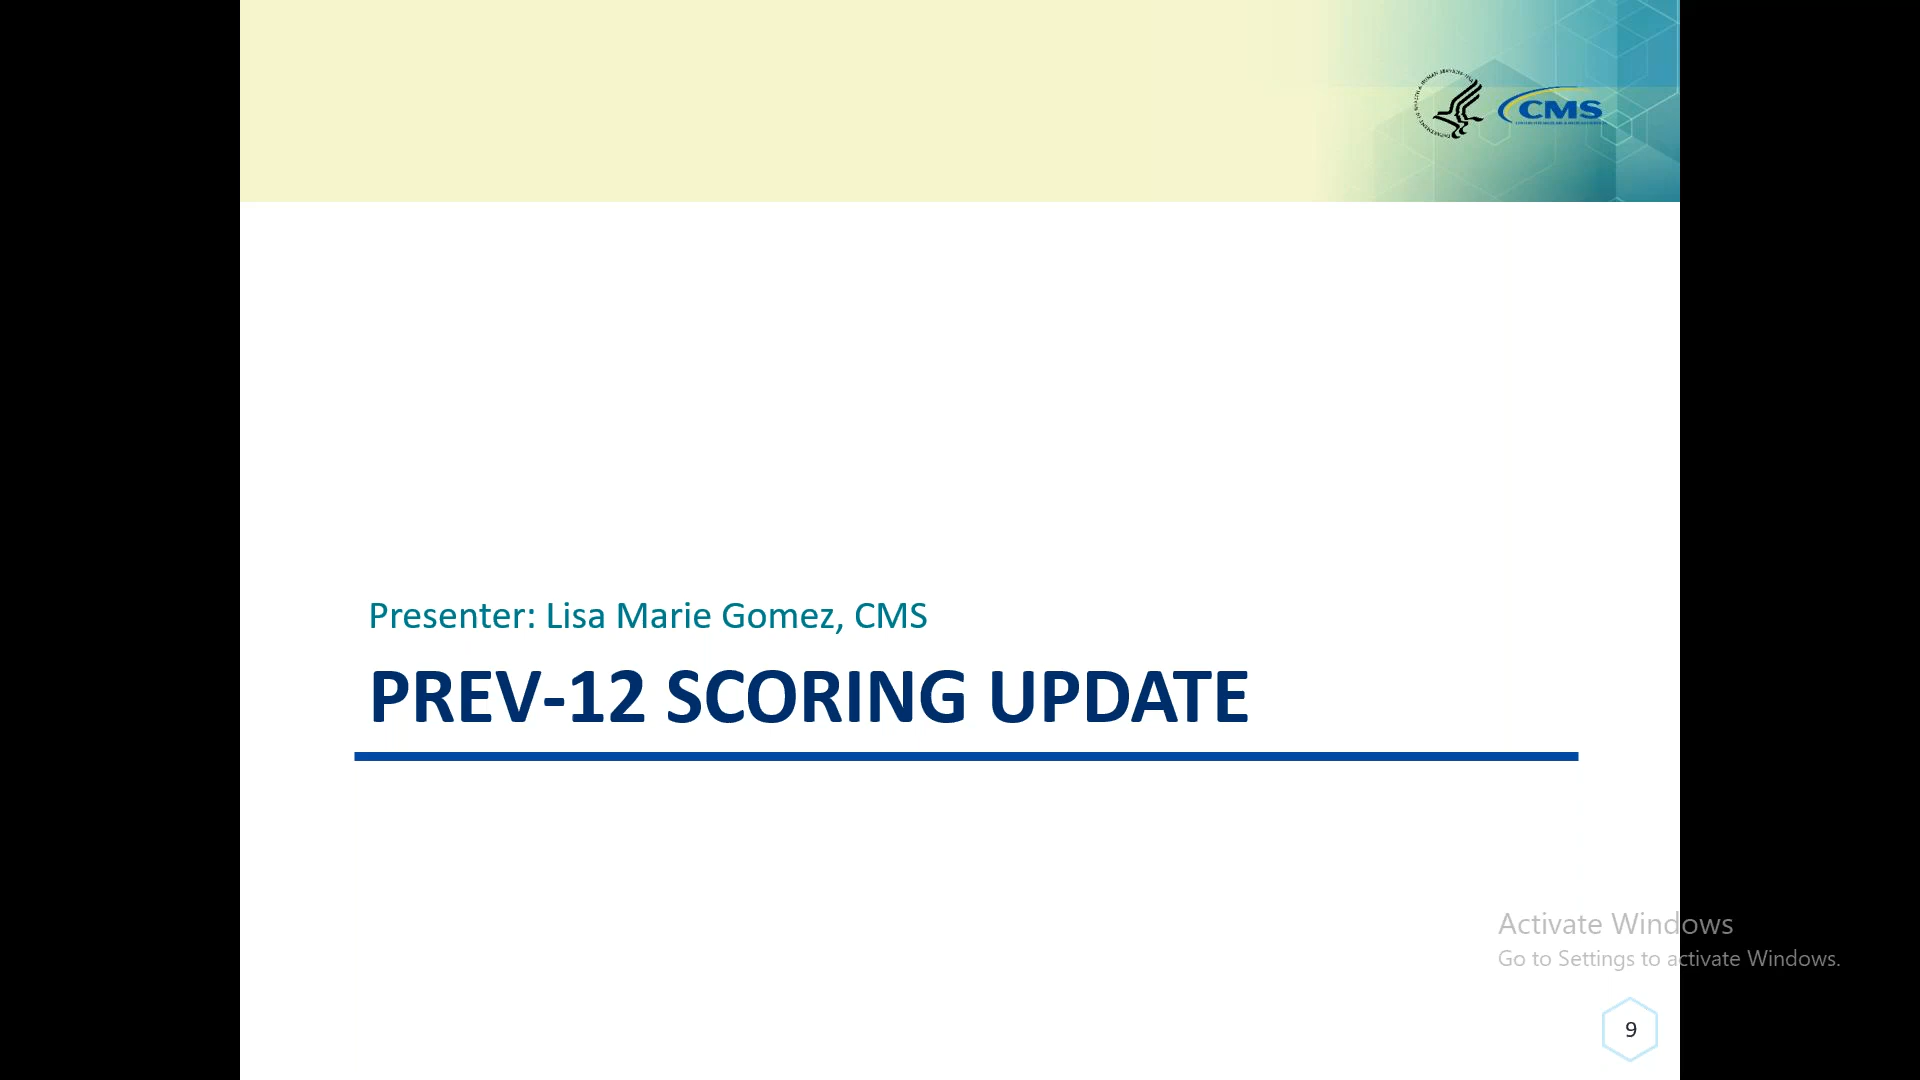 CMS
Presenter: Lisa Marie Gomez, CMS
PREV-12 SCORING UPDATE
Activate Windows
Go to Settings to activate Windows.
9